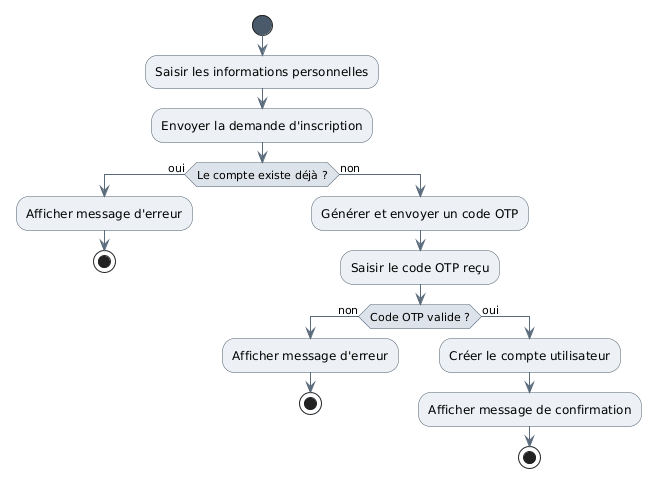 Saisir les informations personnelles
Envoyer la demande d'inscription
oui
Le compte existe déjà ?
non
Afficher message d'erreur
Générer et envoyer un code OTP
Saisir le code OTP reçu
non
Code OTP valide ?
oui
Afficher message d'erreur
Créer le compte utilisateur
Afficher message de confirmation